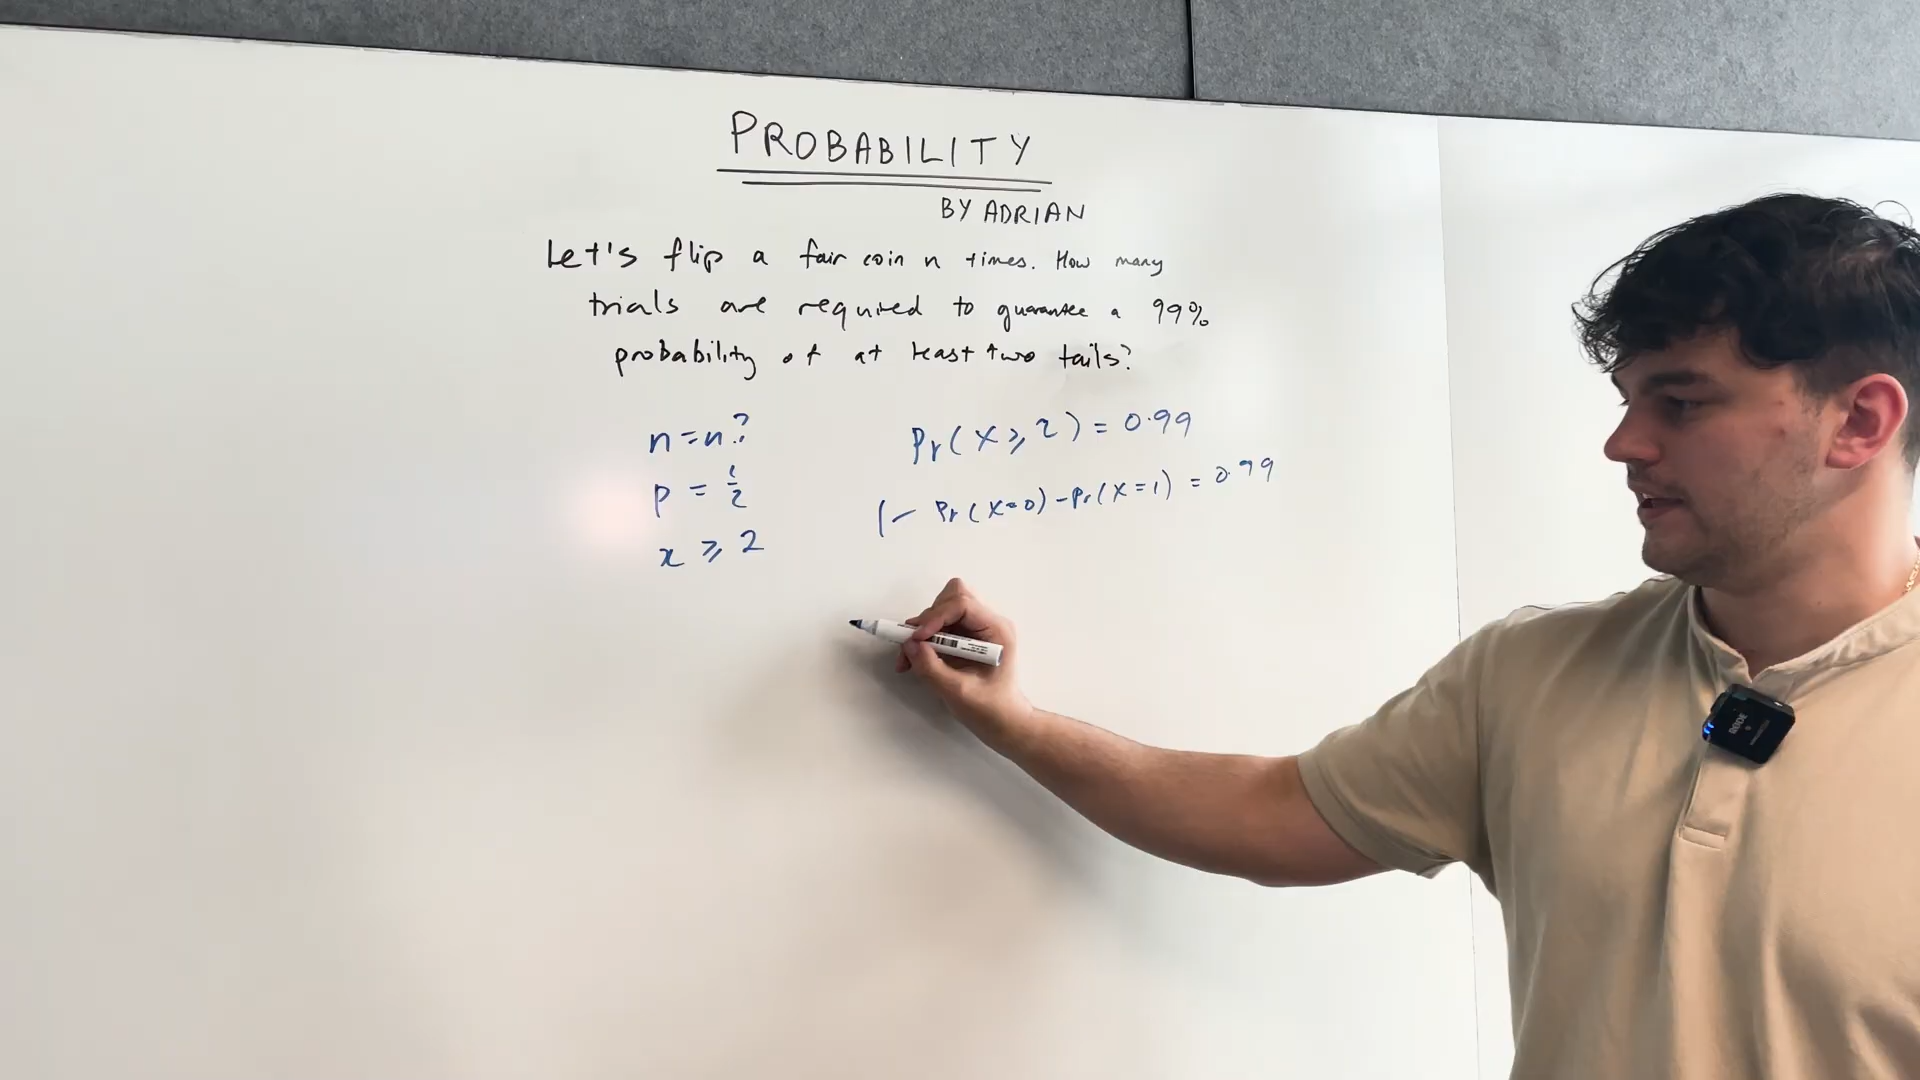 PROBABILITY
BY ADRIAN
Let's flip a fair coin n times. How many
trials are required to guarantee a 99%
probability of at least two tails?
n = n?
p = 1/2
x ⩾ 2
Pr(X ⩾ 2) = 0.99
1 - Pr(X=0) - Pr(X=1) = 0.99
RODE